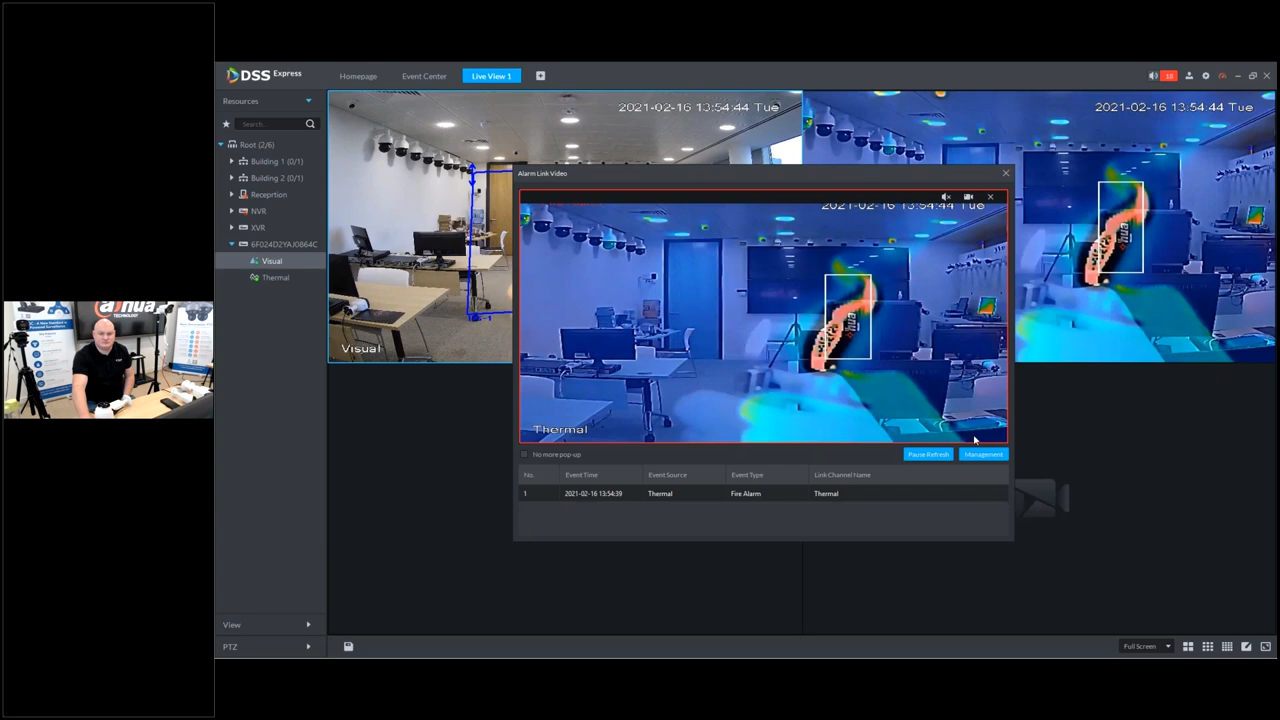 DSS Express
Homepage
Event Center
Live View 1
18
Resources
Search...
Root (2/6)
Building 1 (0/1)
Building 2 (0/1)
Reception
NVR
XVR
6F024D2YAJ0864C
Visual
Thermal
View
PTZ
2021-02-16 13:54:44 Tue
Visual
2021-02-16 13:54:44 Tue
Alarm Link Video
2021-02-16 13:54:44 Tue
Thermal
No more pop-up
Pause Refresh
Management
No. Event Time Event Source Event Type Link Channel Name
1 2021-02-16 13:54:39 Thermal Fire Alarm Thermal
Full Screen
alhua
TECHNOLOGY